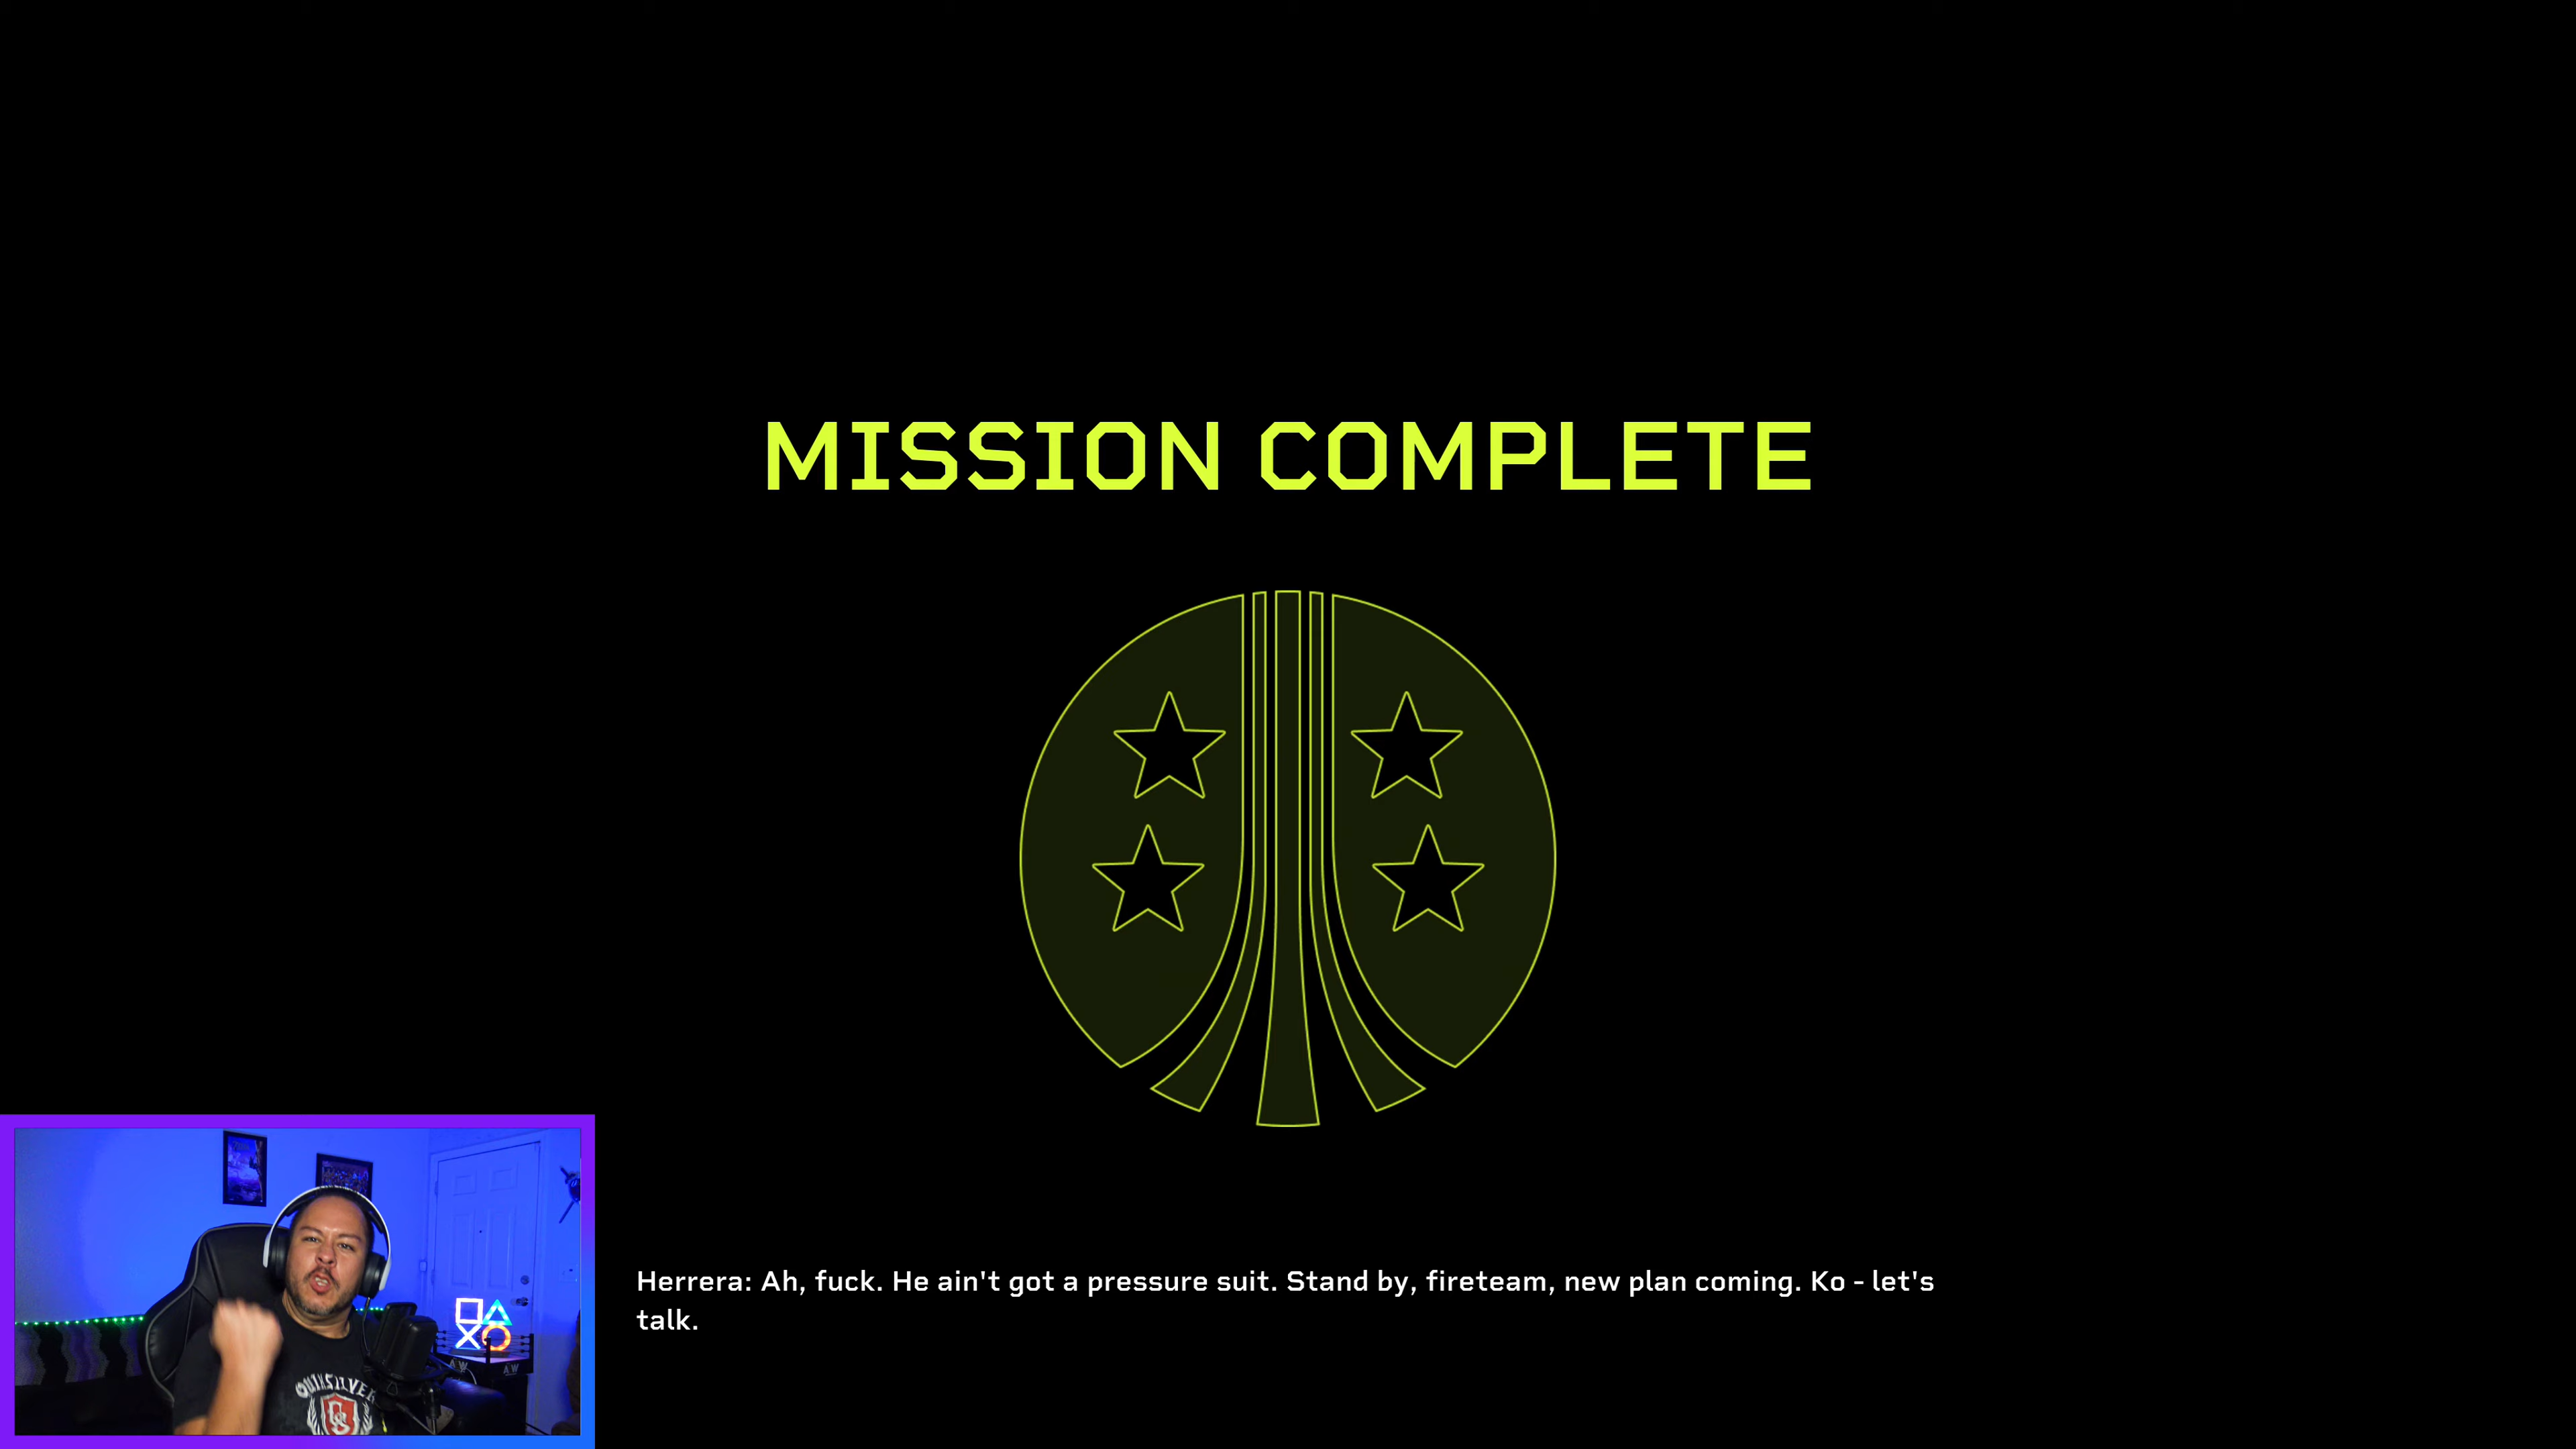 MISSION COMPLETE
Herrera: Ah, fuck. He ain't got a pressure suit. Stand by, fireteam, new plan coming. Ko - let's
talk.
QUIKSILVER